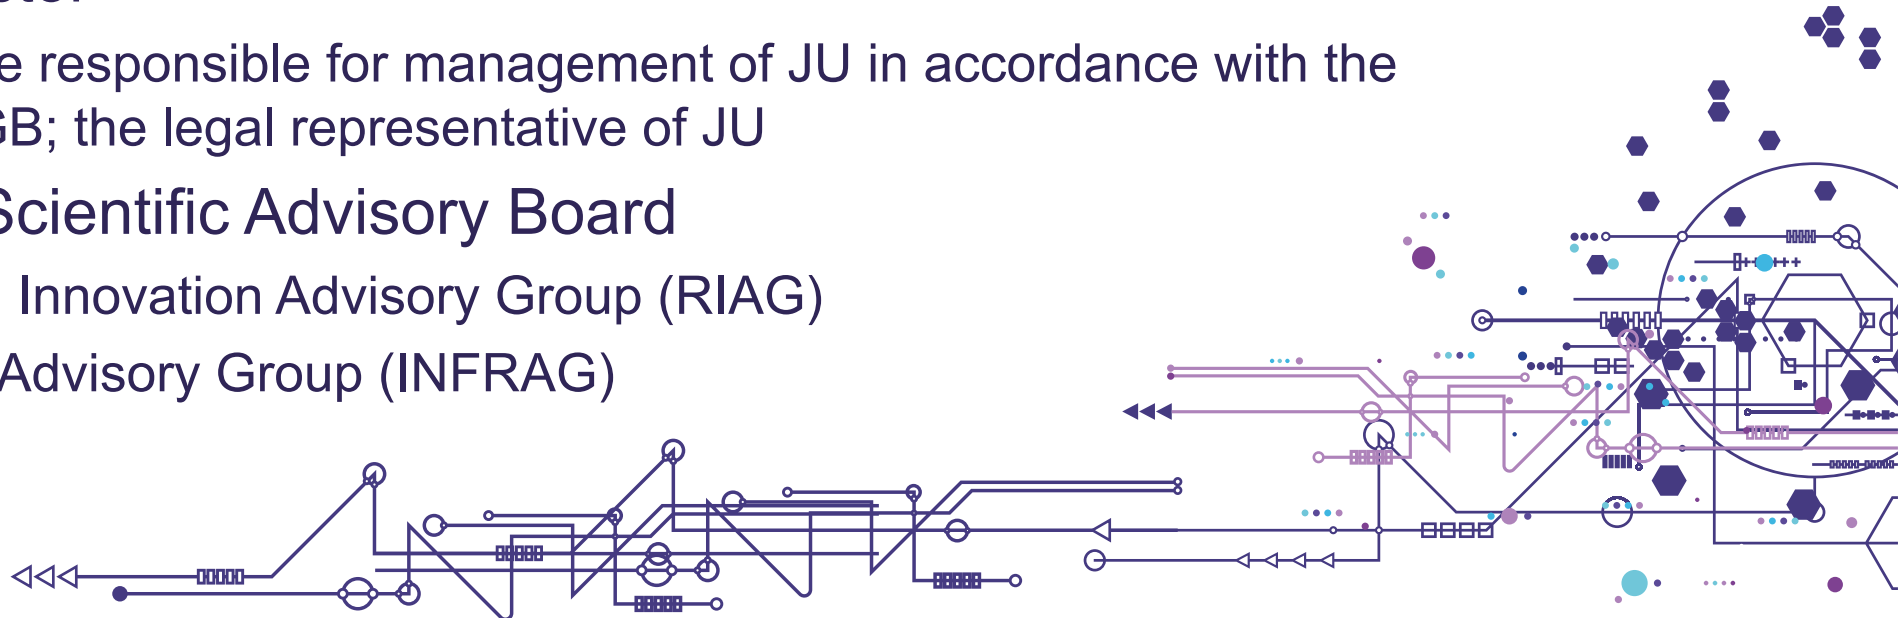 e responsible for management of JU in accordance with the
GB; the legal representative of JU
Scientific Advisory Board
Innovation Advisory Group (RIAG)
Advisory Group (INFRAG)